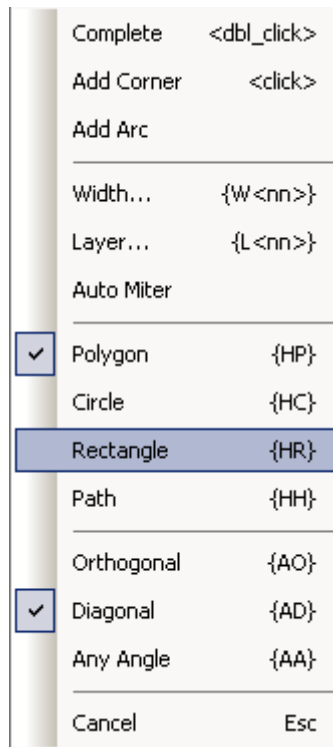 Complete <dbl_click>
Add Corner <click>
Add Arc
Width... {W<nn>}
Layer... {L<nn>}
Auto Miter
Polygon {HP}
Circle {HC}
Rectangle {HR}
Path {HH}
Orthogonal {AO}
Diagonal {AD}
Any Angle {AA}
Cancel Esc